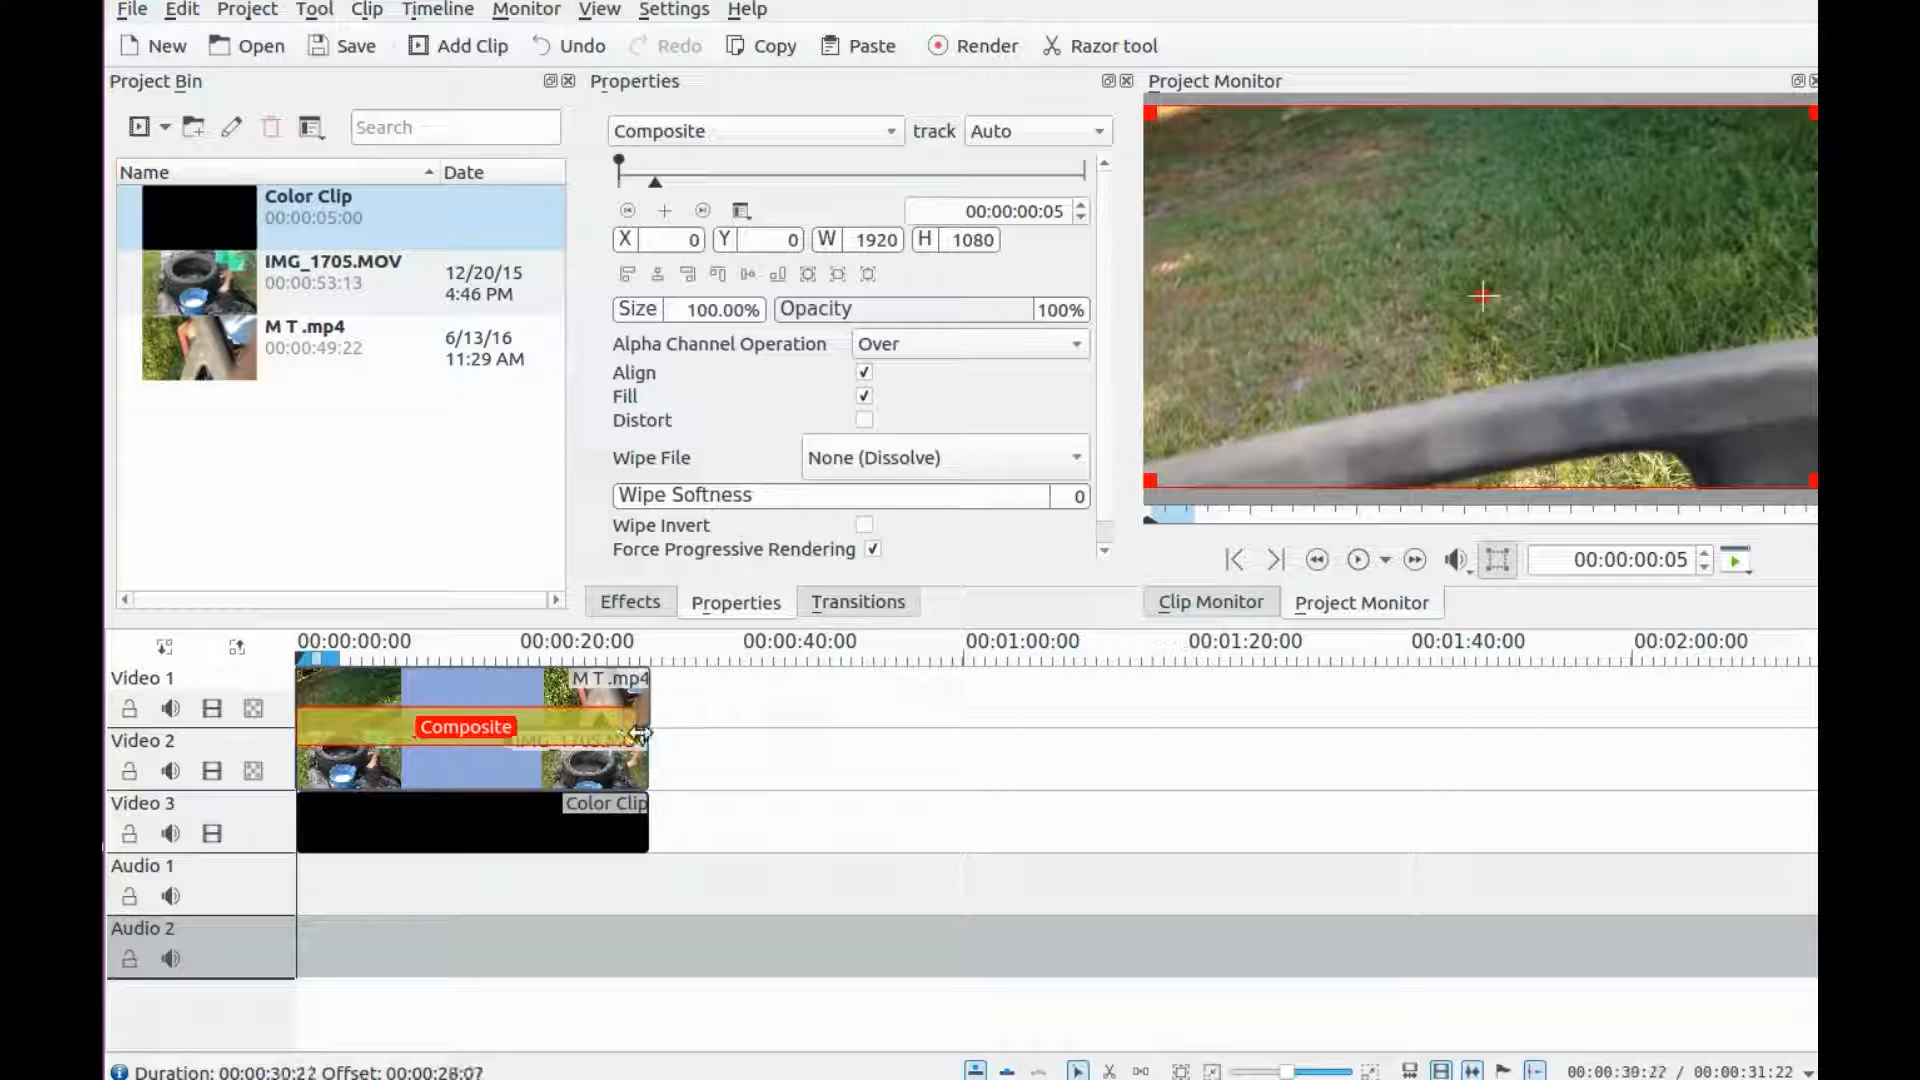 File Edit Project Tool Clip Timeline Monitor View Settings Help
New Open Save Add Clip Undo Redo Copy Paste Render Razor tool
Project Bin Properties Project Monitor
Search
Composite track Auto
Name Date
Color Clip
00:00:05:00
IMG_1705.MOV
00:00:53:13
12/20/15
4:46 PM
M T .mp4
00:00:49:22
6/13/16
11:29 AM
00:00:00:05
X 0 Y 0 W 1920 H 1080
Size 100.00% Opacity 100%
Alpha Channel Operation Over
Align
Fill
Distort
Wipe File None (Dissolve)
Wipe Softness 0
Wipe Invert
Force Progressive Rendering
00:00:00:05
Effects Properties Transitions Clip Monitor Project Monitor
00:00:00:00 00:00:20:00 00:00:40:00 00:01:00:00 00:01:20:00 00:01:40:00 00:02:00:00
Video 1 M T .mp4
Composite
Video 2 IMG_1705.MOV
Video 3 Color Clip
Audio 1
Audio 2
Duration: 00:00:30:22 Offset: 00:00:28:07
00:00:30:22 / 00:00:31:22